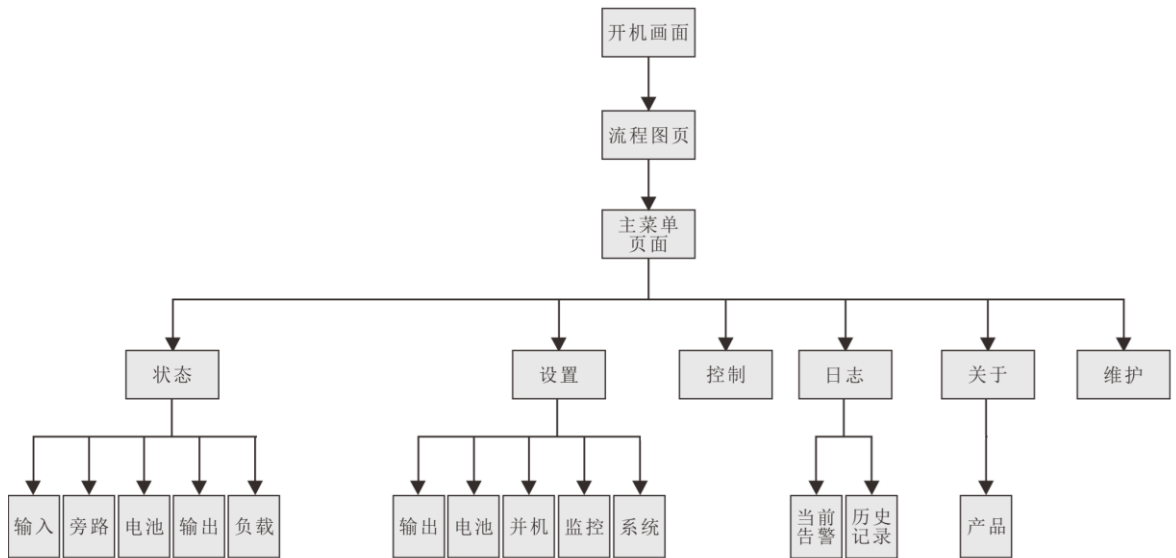 开机画面
流程图页
主菜单
页面
状态
设置
控制
日志
关于
维护
输入
旁路
电池
输出
负载
输出
电池
并机
监控
系统
当前
告警
历史
记录
产品